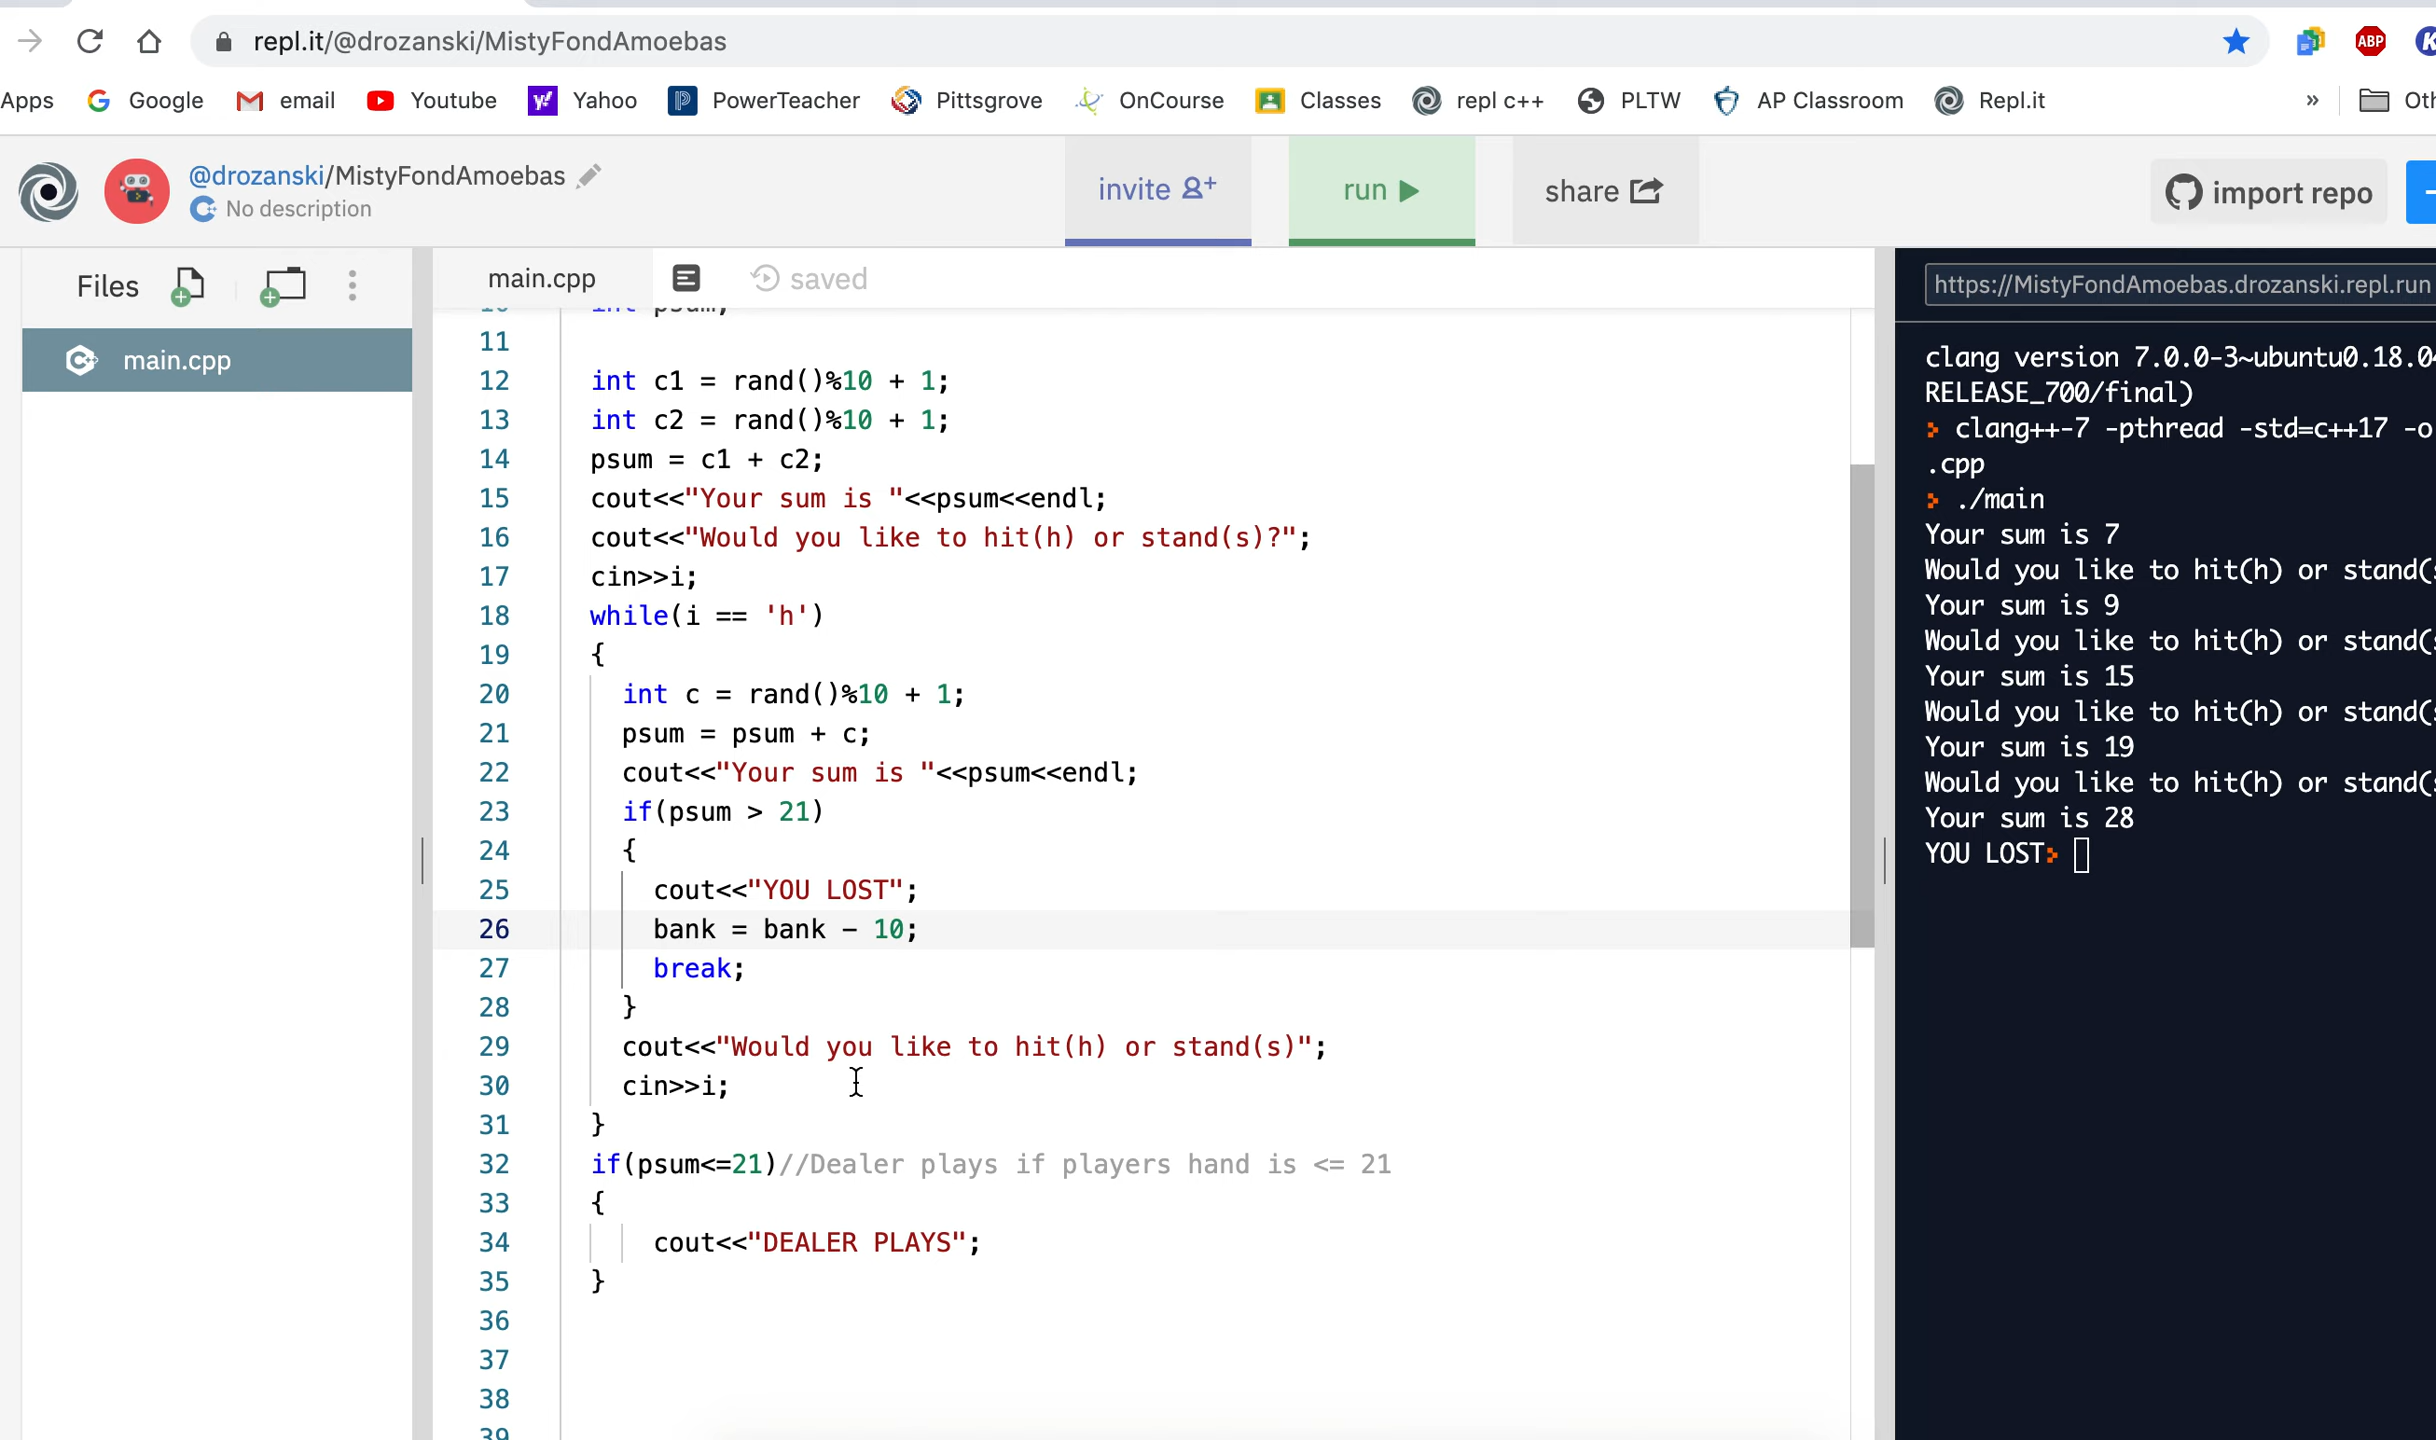 repl.it/@drozanski/MistyFondAmoebas
ABP
Apps Google email Youtube Yahoo PowerTeacher Pittsgrove OnCourse Classes repl c++ PLTW AP Classroom Repl.it »
@drozanski/MistyFondAmoebas
No description
invite
run
share
import repo
Files
main.cpp
main.cpp
saved
https://MistyFondAmoebas.drozanski.repl.run
11
12 int c1 = rand()%10 + 1;
13 int c2 = rand()%10 + 1;
14 psum = c1 + c2;
15 cout<<"Your sum is "<<psum<<endl;
16 cout<<"Would you like to hit(h) or stand(s)?";
17 cin>>i;
18 while(i == 'h')
19 {
20 int c = rand()%10 + 1;
21 psum = psum + c;
22 cout<<"Your sum is "<<psum<<endl;
23 if(psum > 21)
24 {
25 cout<<"YOU LOST";
26 bank = bank - 10;
27 break;
28 }
29 cout<<"Would you like to hit(h) or stand(s)";
30 cin>>i;
31 }
32 if(psum<=21)//Dealer plays if players hand is <= 21
33 {
34 cout<<"DEALER PLAYS";
35 }
36
37
38
39
clang version 7.0.0-3~ubuntu0.18.04
RELEASE_700/final)
clang++-7 -pthread -std=c++17 -o
.cpp
./main
Your sum is 7
Would you like to hit(h) or stand(
Your sum is 9
Would you like to hit(h) or stand(
Your sum is 15
Would you like to hit(h) or stand(
Your sum is 19
Would you like to hit(h) or stand(
Your sum is 28
YOU LOST